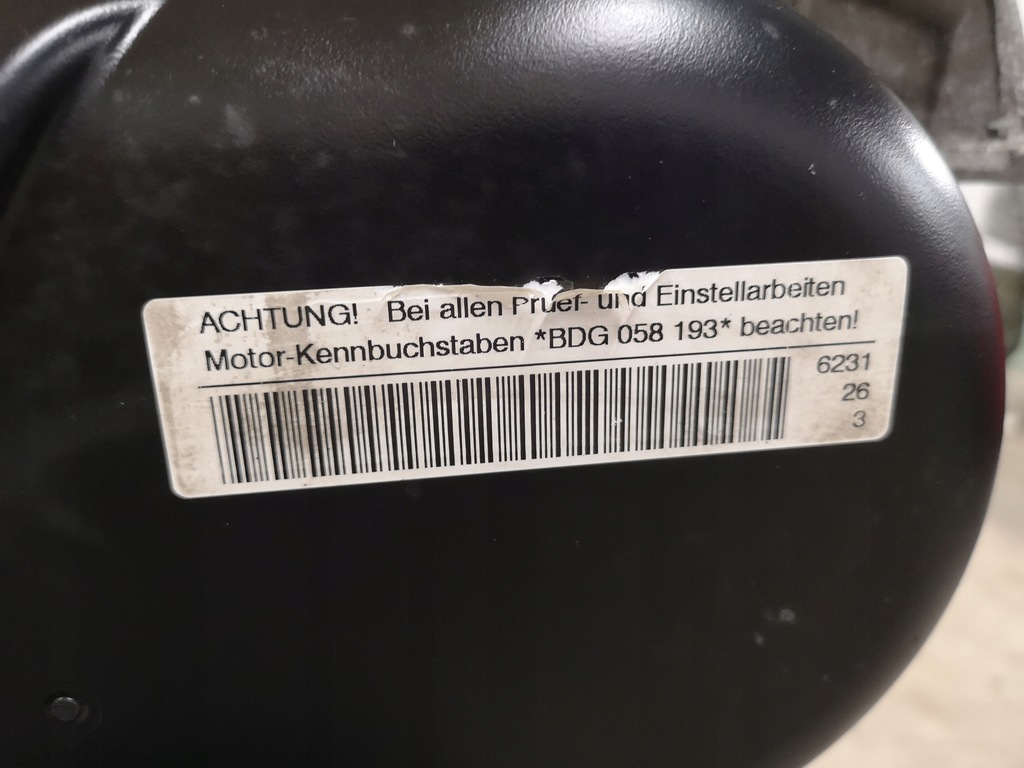 ACHTUNG! Bei allen Pruef- und Einstellarbeiten
Motor-Kennbuchstaben *BDG 058 193* beachten!
6231
26
3